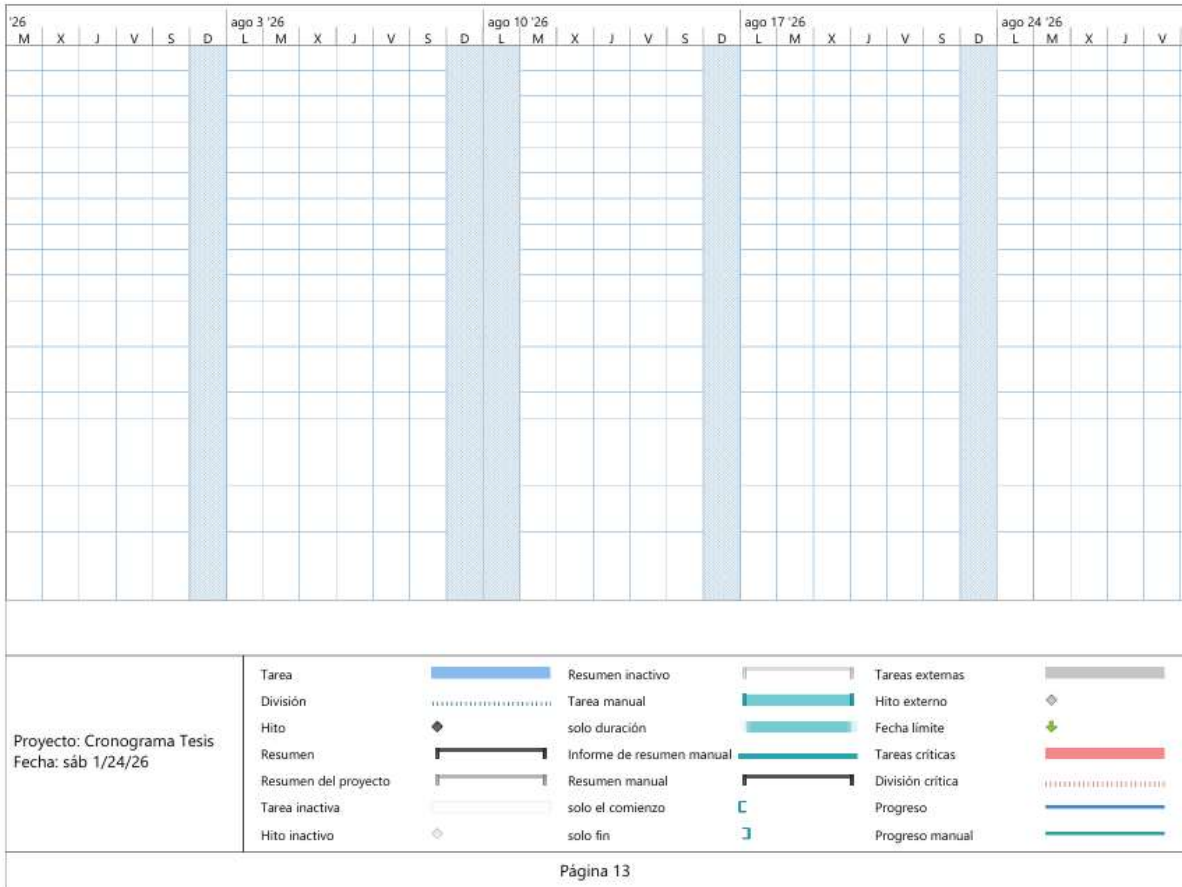 '26 ago 3 '26 ago 10 '26 ago 17 '26 ago 24 '26
M X J V S D L M X J V S D L M X J V S D L M X J V S D L M X J V
Proyecto: Cronograma Tesis
Fecha: sáb 1/24/26
Tarea
División
Hito
Resumen
Resumen del proyecto
Tarea inactiva
Hito inactivo
Resumen inactivo
Tarea manual
solo duración
Informe de resumen manual
Resumen manual
solo el comienzo
solo fin
Tareas externas
Hito externo
Fecha límite
Tareas críticas
División crítica
Progreso
Progreso manual
Página 13